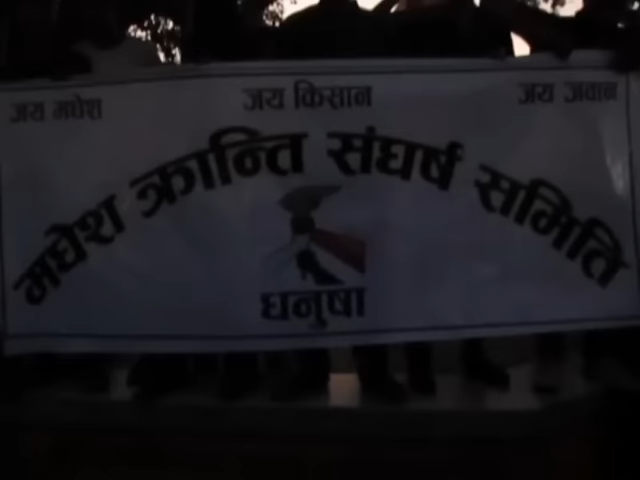 जय मधेश जय किसान जय जवान
मधेश क्रान्ति संघर्ष समिति
धनुषा